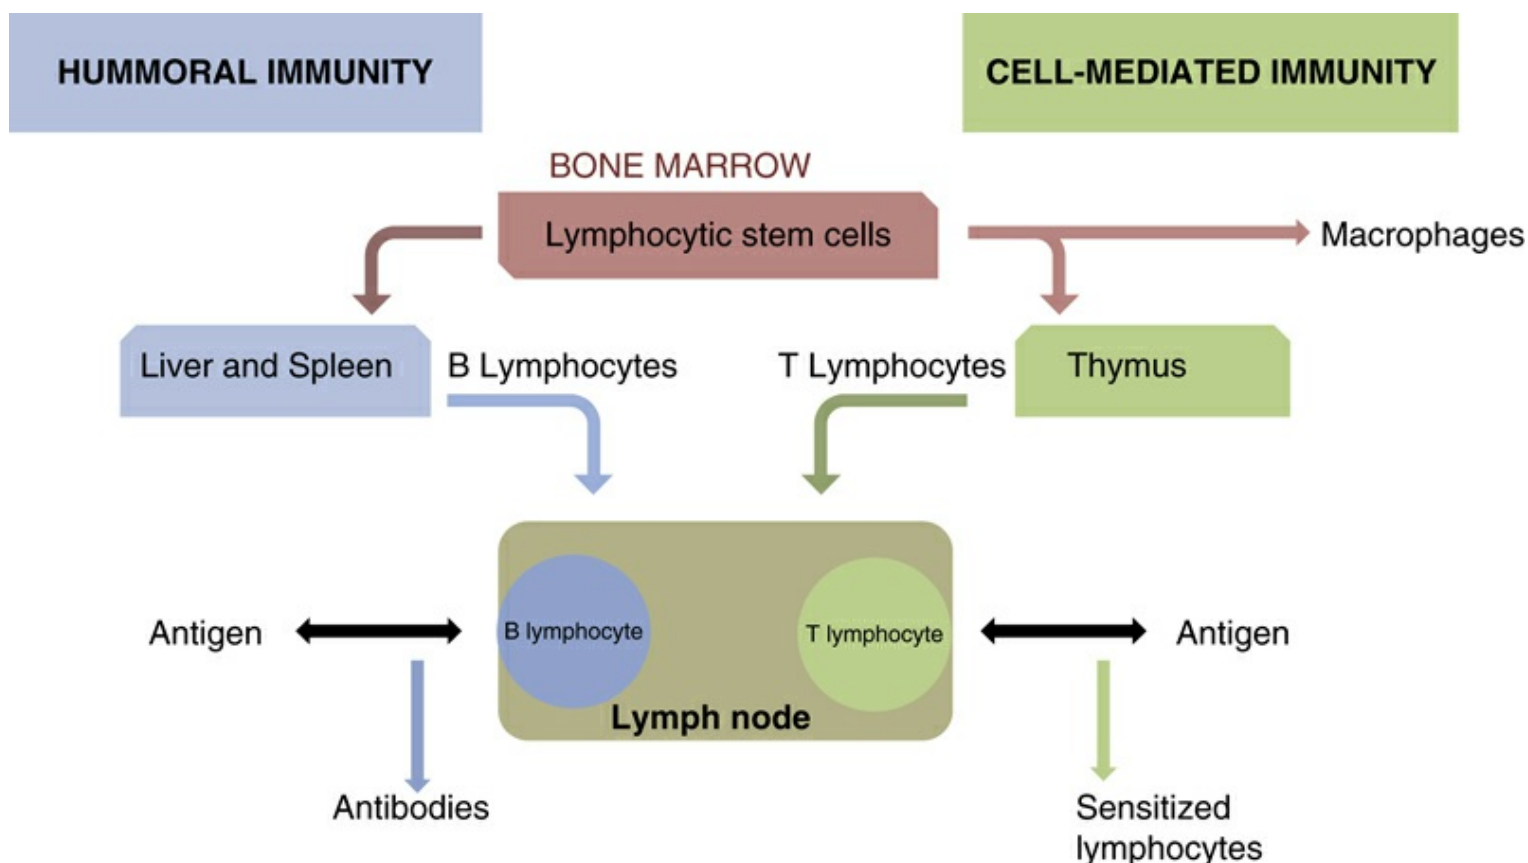 HUMMORAL IMMUNITY
CELL-MEDIATED IMMUNITY
BONE MARROW
Lymphocytic stem cells
Macrophages
Liver and Spleen
B Lymphocytes
T Lymphocytes
Thymus
Antigen
B lymphocyte
T lymphocyte
Antigen
Lymph node
Antibodies
Sensitized
lymphocytes